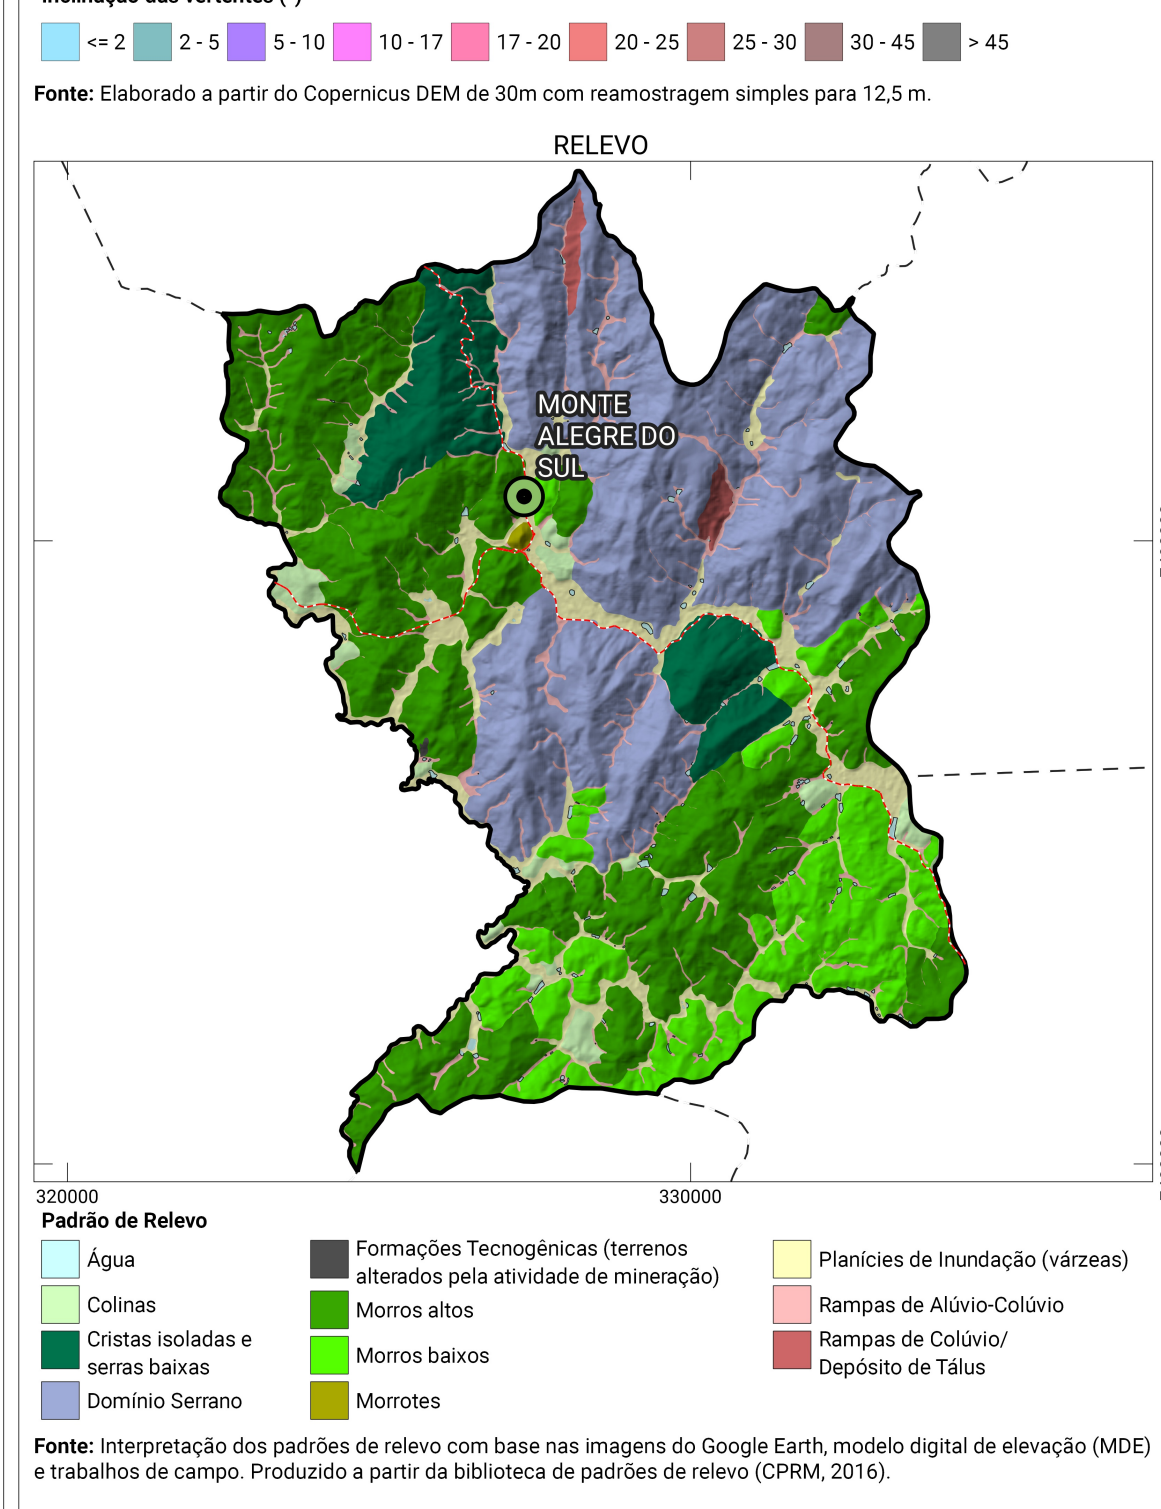 <= 2
2 - 5
5 - 10
10 - 17
17 - 20
20 - 25
25 - 30
30 - 45
> 45
Fonte: Elaborado a partir do Copernicus DEM de 30m com reamostragem simples para 12,5 m.
RELEVO
MONTE
ALEGRE DO
SUL
320000
330000
Padrão de Relevo
Água
Colinas
Cristas isoladas e
serras baixas
Domínio Serrano
Formações Tecnogênicas (terrenos
alterados pela atividade de mineração)
Morros altos
Morros baixos
Morrotes
Planícies de Inundação (várzeas)
Rampas de Alúvio-Colúvio
Rampas de Colúvio/
Depósito de Tálus
Fonte: Interpretação dos padrões de relevo com base nas imagens do Google Earth, modelo digital de elevação (MDE)
e trabalhos de campo. Produzido a partir da biblioteca de padrões de relevo (CPRM, 2016).